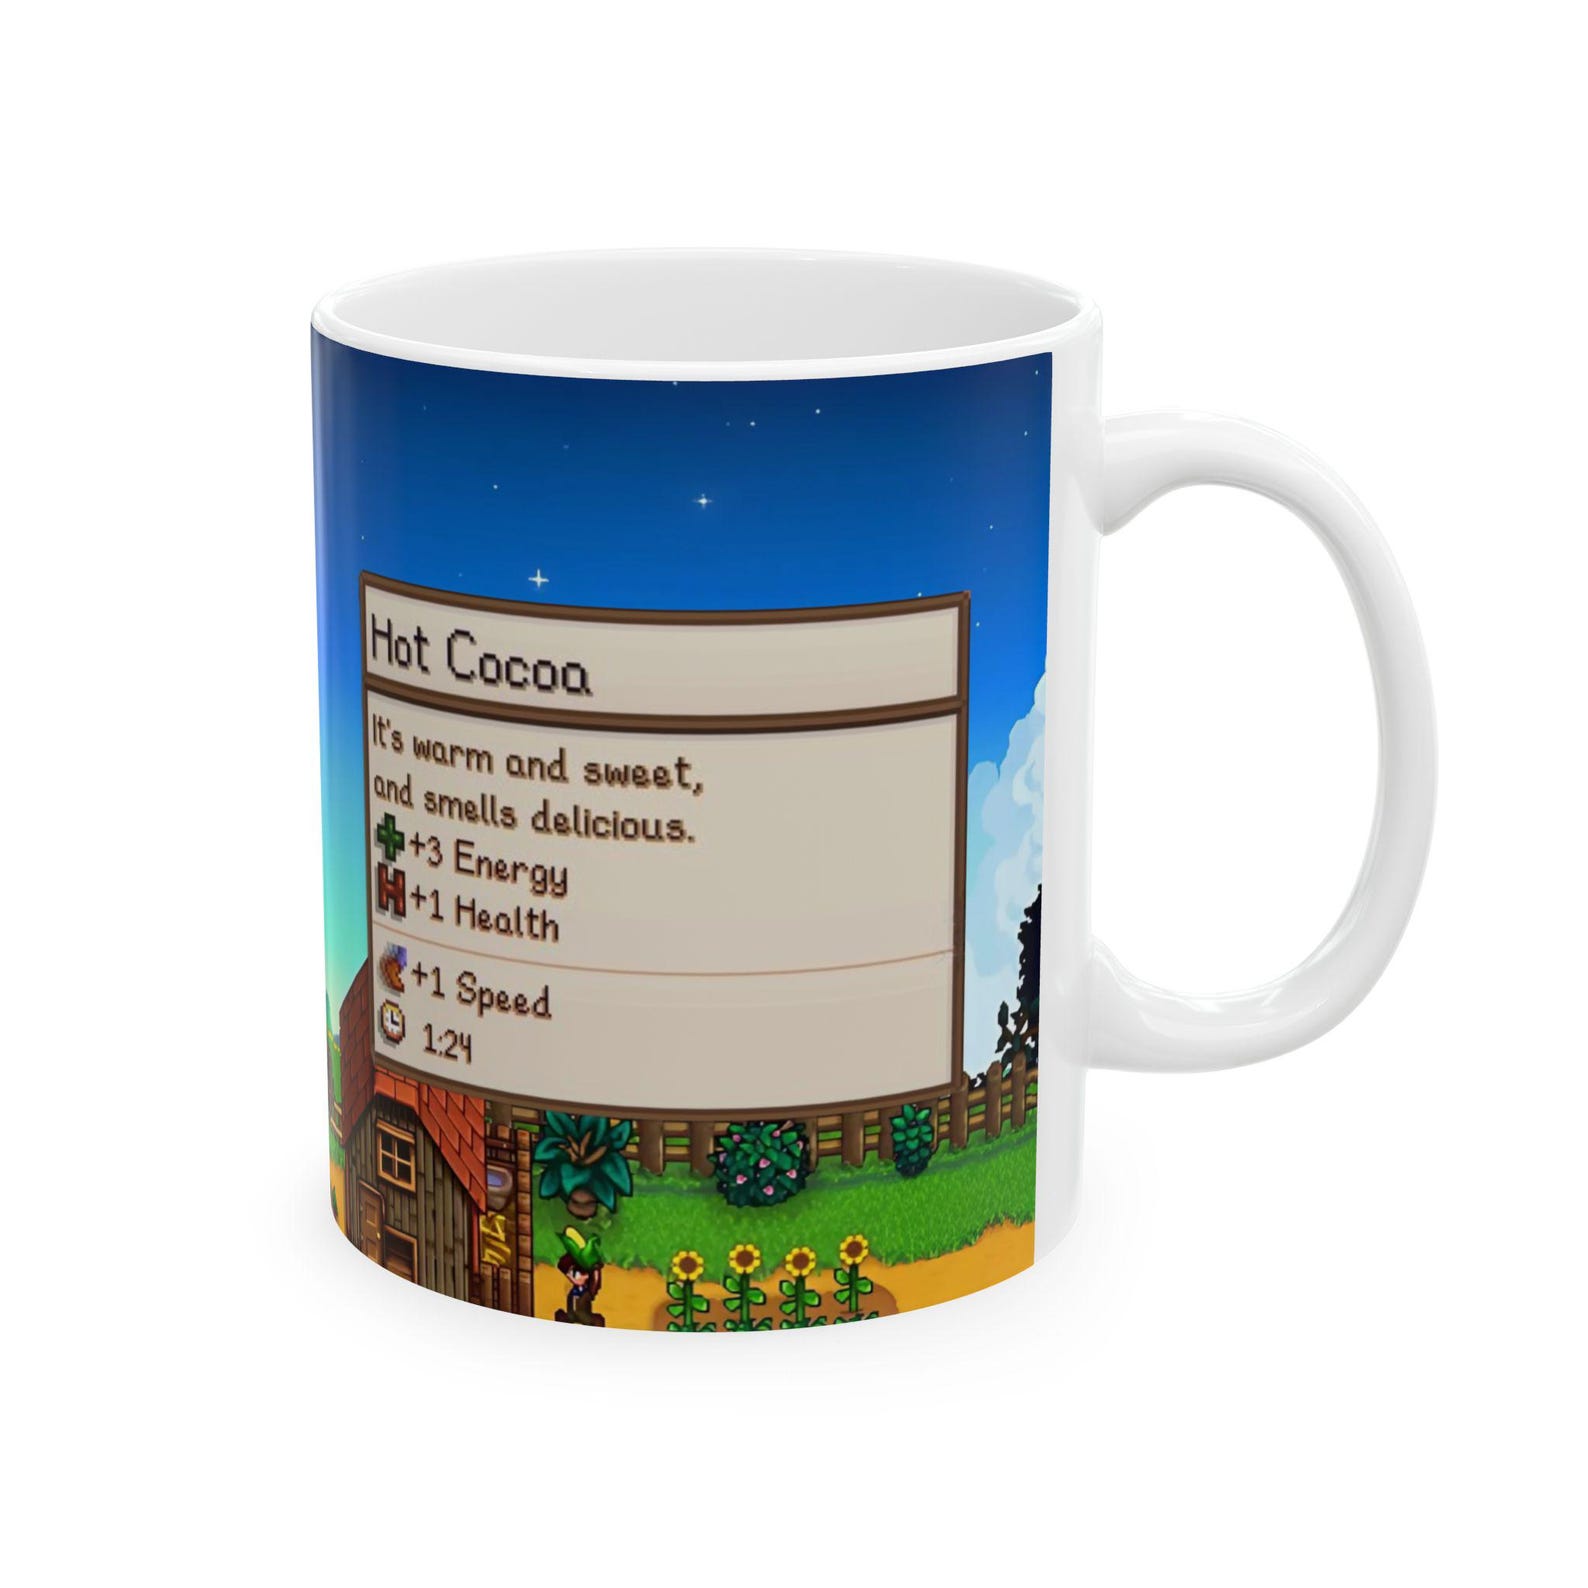 Hot Cocoa
It's warm and sweet,
and smells delicious.
+3 Energy
H +1 Health
+1 Speed
1:24